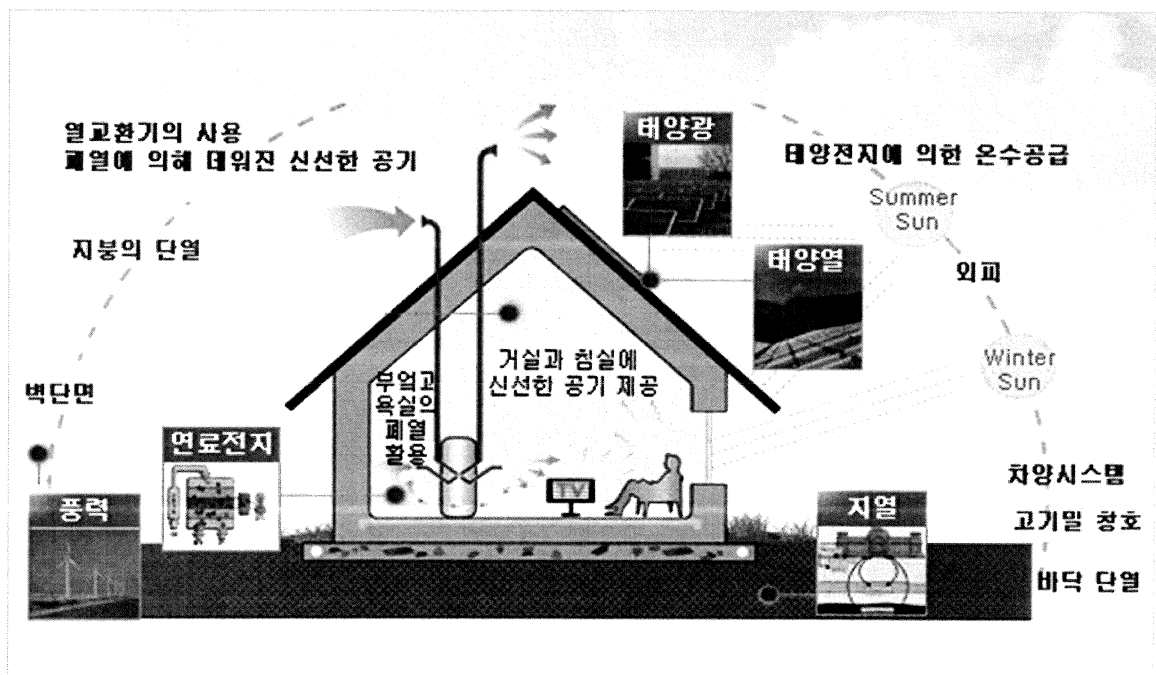 열교환기의 사용
폐열에 의해 데워진 신선한 공기
태양광
태양전지에 의한 온수공급
Summer
Sun
지붕의 단열
태양열
외피
거실과 침실에
신선한 공기 제공
Winter
Sun
부엌과
욕실의
폐열
활용
벽단면
연료전지
TV
차양시스템
풍력
지열
고기밀 창호
바닥 단열